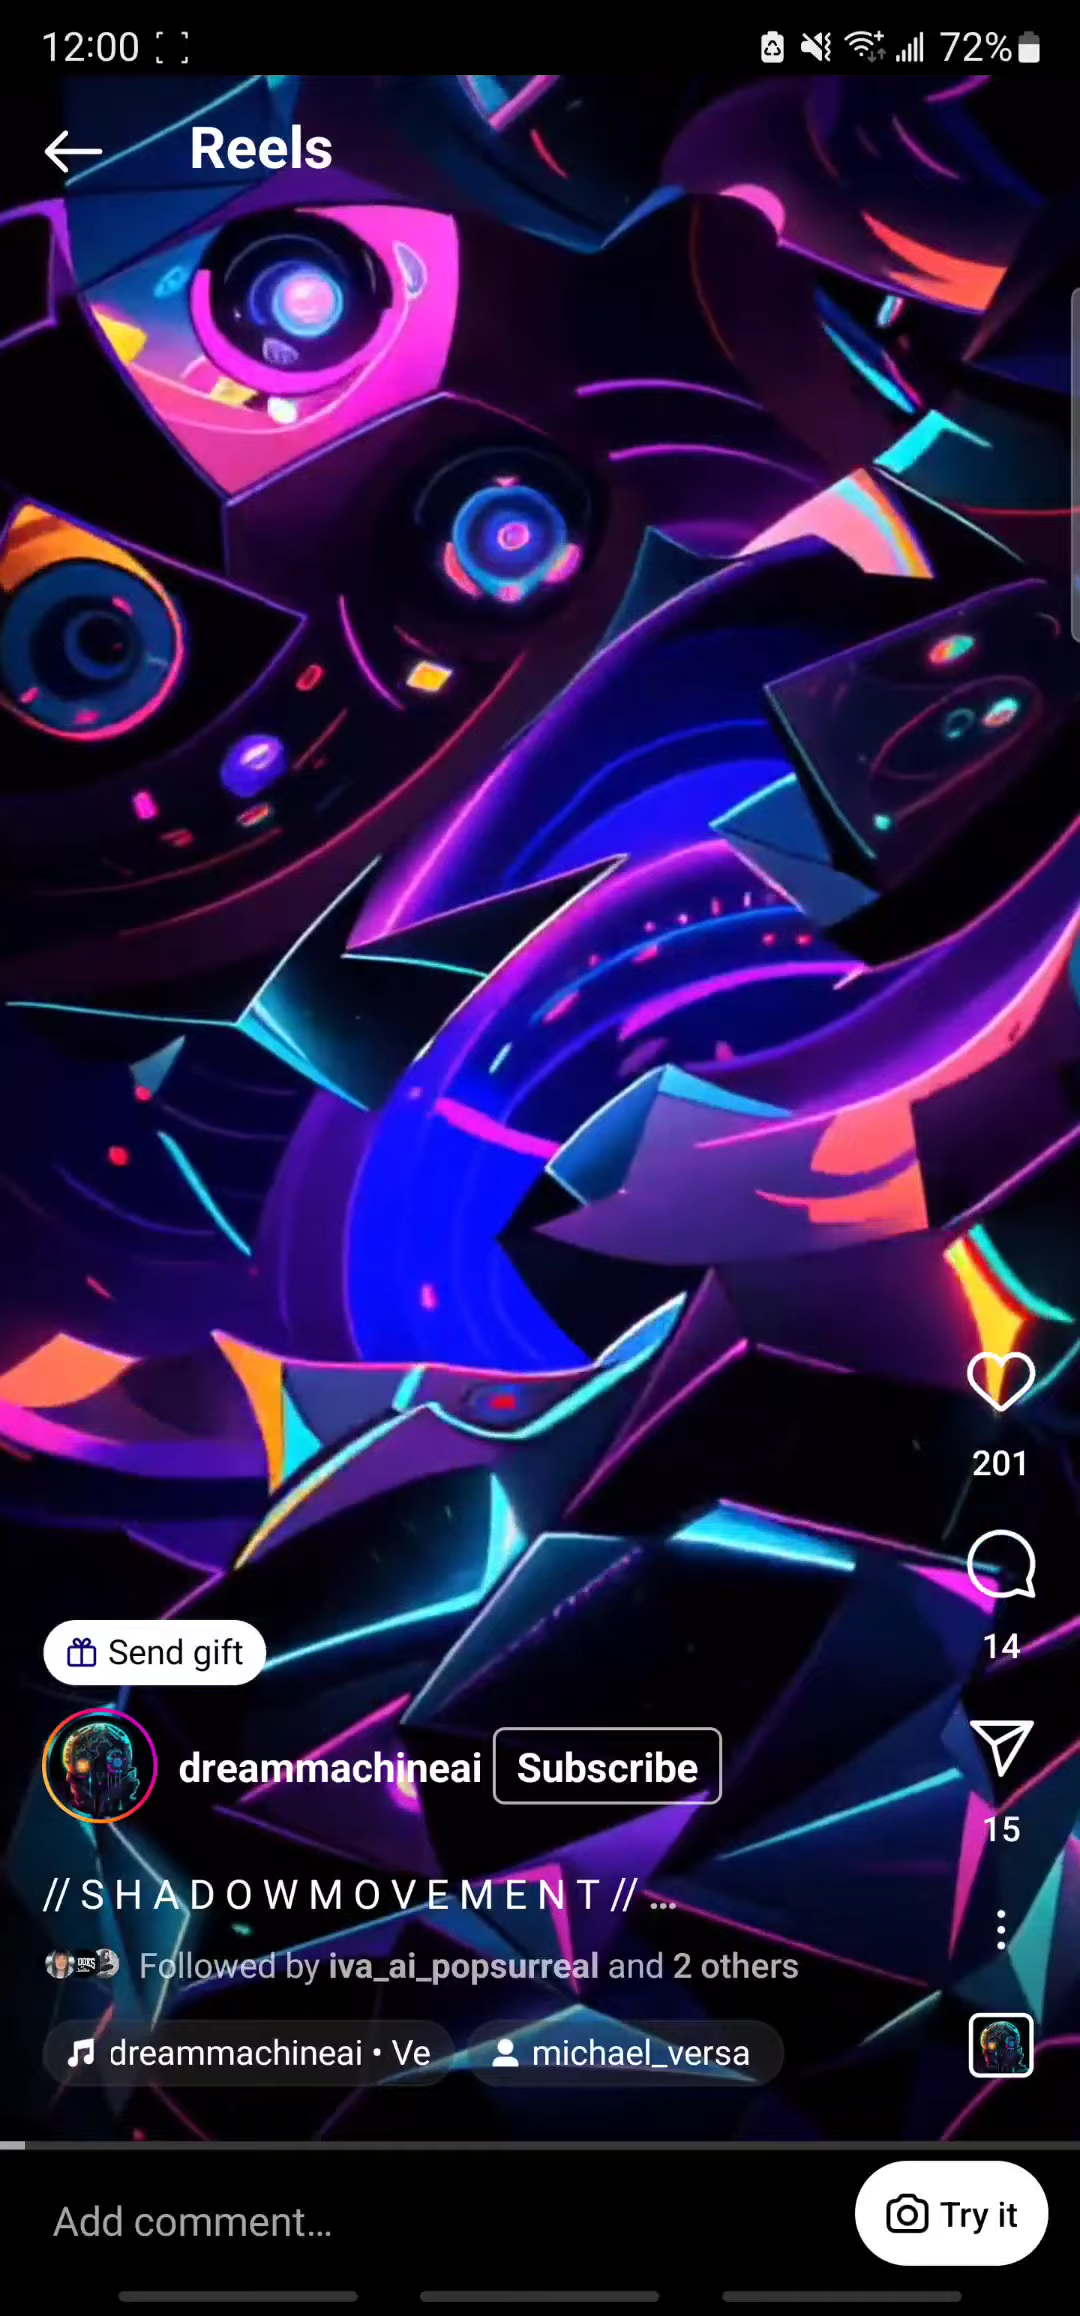 12:00
72%
Reels
201
14
Send gift
dreammachineai
Subscribe
15
// S H A D O W M O V E M E N T // ...
Followed by iva_ai_popsurreal and 2 others
dreammachineai • Ve
michael_versa
Add comment...
Try it